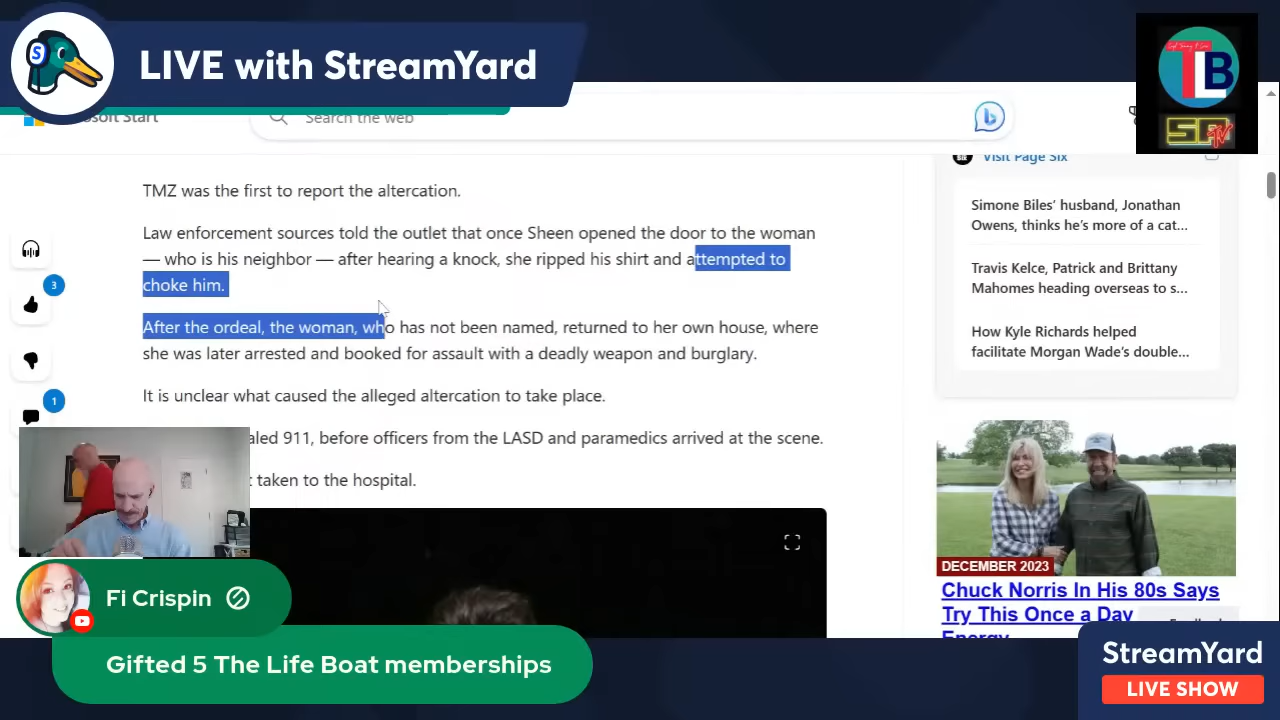 LIVE with StreamYard
S
TLB
SP TV
soft Start
Search the web
Visit Page Six
TMZ was the first to report the altercation.
Law enforcement sources told the outlet that once Sheen opened the door to the woman
— who is his neighbor — after hearing a knock, she ripped his shirt and attempted to
choke him.
After the ordeal, the woman, who has not been named, returned to her own house, where
she was later arrested and booked for assault with a deadly weapon and burglary.
It is unclear what caused the alleged altercation to take place.
aled 911, before officers from the LASD and paramedics arrived at the scene.
taken to the hospital.
3
1
Simone Biles’ husband, Jonathan
Owens, thinks he’s more of a cat...
Travis Kelce, Patrick and Brittany
Mahomes heading overseas to s...
How Kyle Richards helped
facilitate Morgan Wade’s double...
DECEMBER 2023
Chuck Norris In His 80s Says
Try This Once a Day
Fi Crispin
Gifted 5 The Life Boat memberships
StreamYard
LIVE SHOW